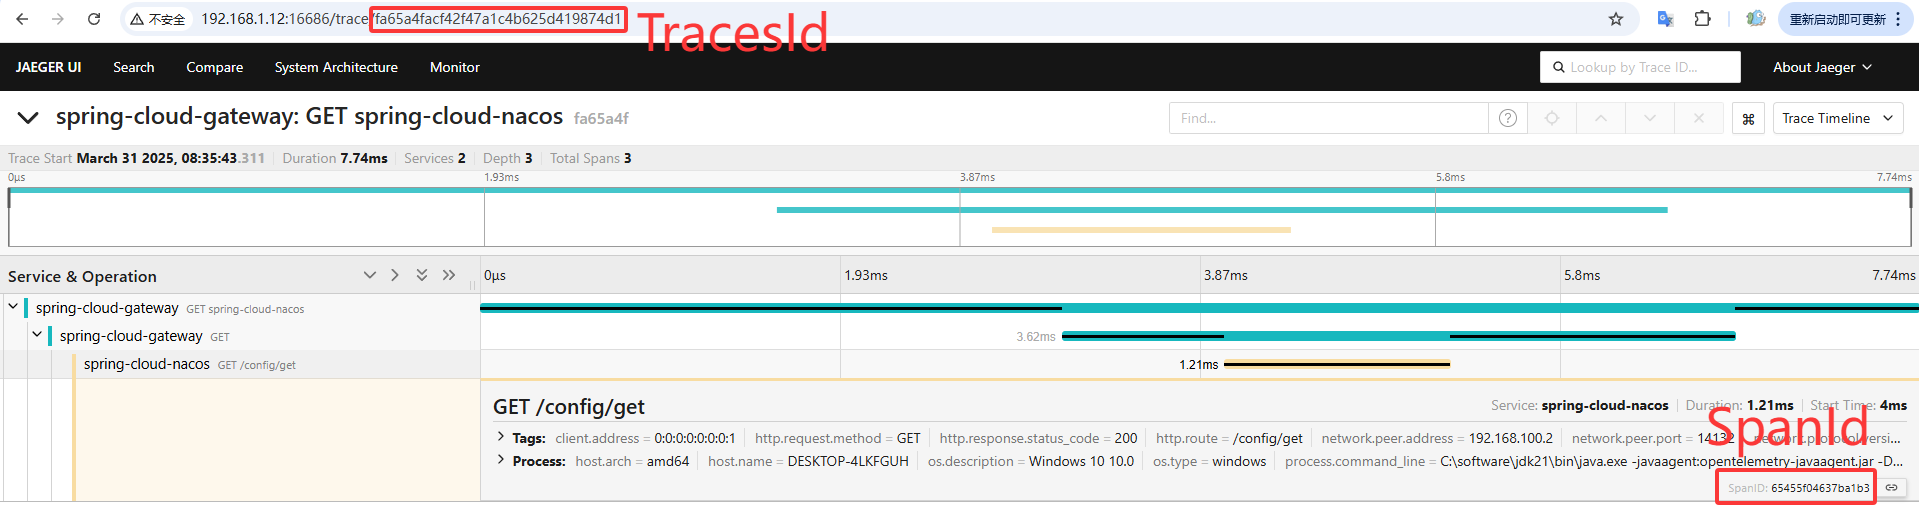 不安全 192.168.1.12:16686/trace/fa65a4facf42f47a1c4b625d419874d1 重新启动即可更新
TracesId
JAEGER UI Search Compare System Architecture Monitor Lookup by Trace ID... About Jaeger
spring-cloud-gateway: GET spring-cloud-nacos fa65a4f Find... ? ⌘ Trace Timeline
Trace Start March 31 2025, 08:35:43.311 Duration 7.74ms Services 2 Depth 3 Total Spans 3
0μs 1.93ms 3.87ms 5.8ms 7.74ms
Service & Operation 0μs 1.93ms 3.87ms 5.8ms 7.74ms
spring-cloud-gateway GET spring-cloud-nacos
spring-cloud-gateway GET 3.62ms
spring-cloud-nacos GET /config/get 1.21ms
GET /config/get Service: spring-cloud-nacos Duration: 1.21ms Start Time: 4ms
SpanId
Tags: client.address = 0:0:0:0:0:0:0:1 http.request.method = GET http.response.status_code = 200 http.route = /config/get network.peer.address = 192.168.100.2 network.peer.port = 14132 network.protocol.versi...
Process: host.arch = amd64 host.name = DESKTOP-4LKFGUH os.description = Windows 10 10.0 os.type = windows process.command_line = C:\software\jdk21\bin\java.exe -javaagent:opentelemetry-javaagent.jar -D...
SpanID: 65455f04637ba1b3